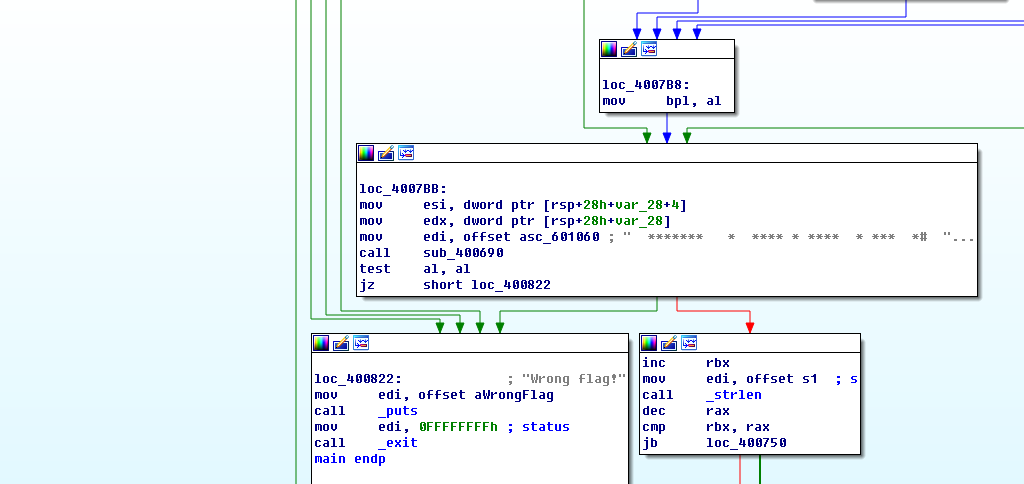 loc_4007B8:
mov     bpl, al
loc_4007BB:
mov     esi, dword ptr [rsp+28h+var_28+4]
mov     edx, dword ptr [rsp+28h+var_28]
mov     edi, offset asc_601060 ; "  *******   *  **** * ****  * ***  *#  "...
call    sub_400690
test    al, al
jz      short loc_400822
loc_400822:             ; "Wrong flag!"
mov     edi, offset aWrongFlag
call    _puts
mov     edi, 0FFFFFFFFh ; status
call    _exit
main endp
inc     rbx
mov     edi, offset s1  ; s
call    _strlen
dec     rax
cmp     rbx, rax
jb      loc_400750